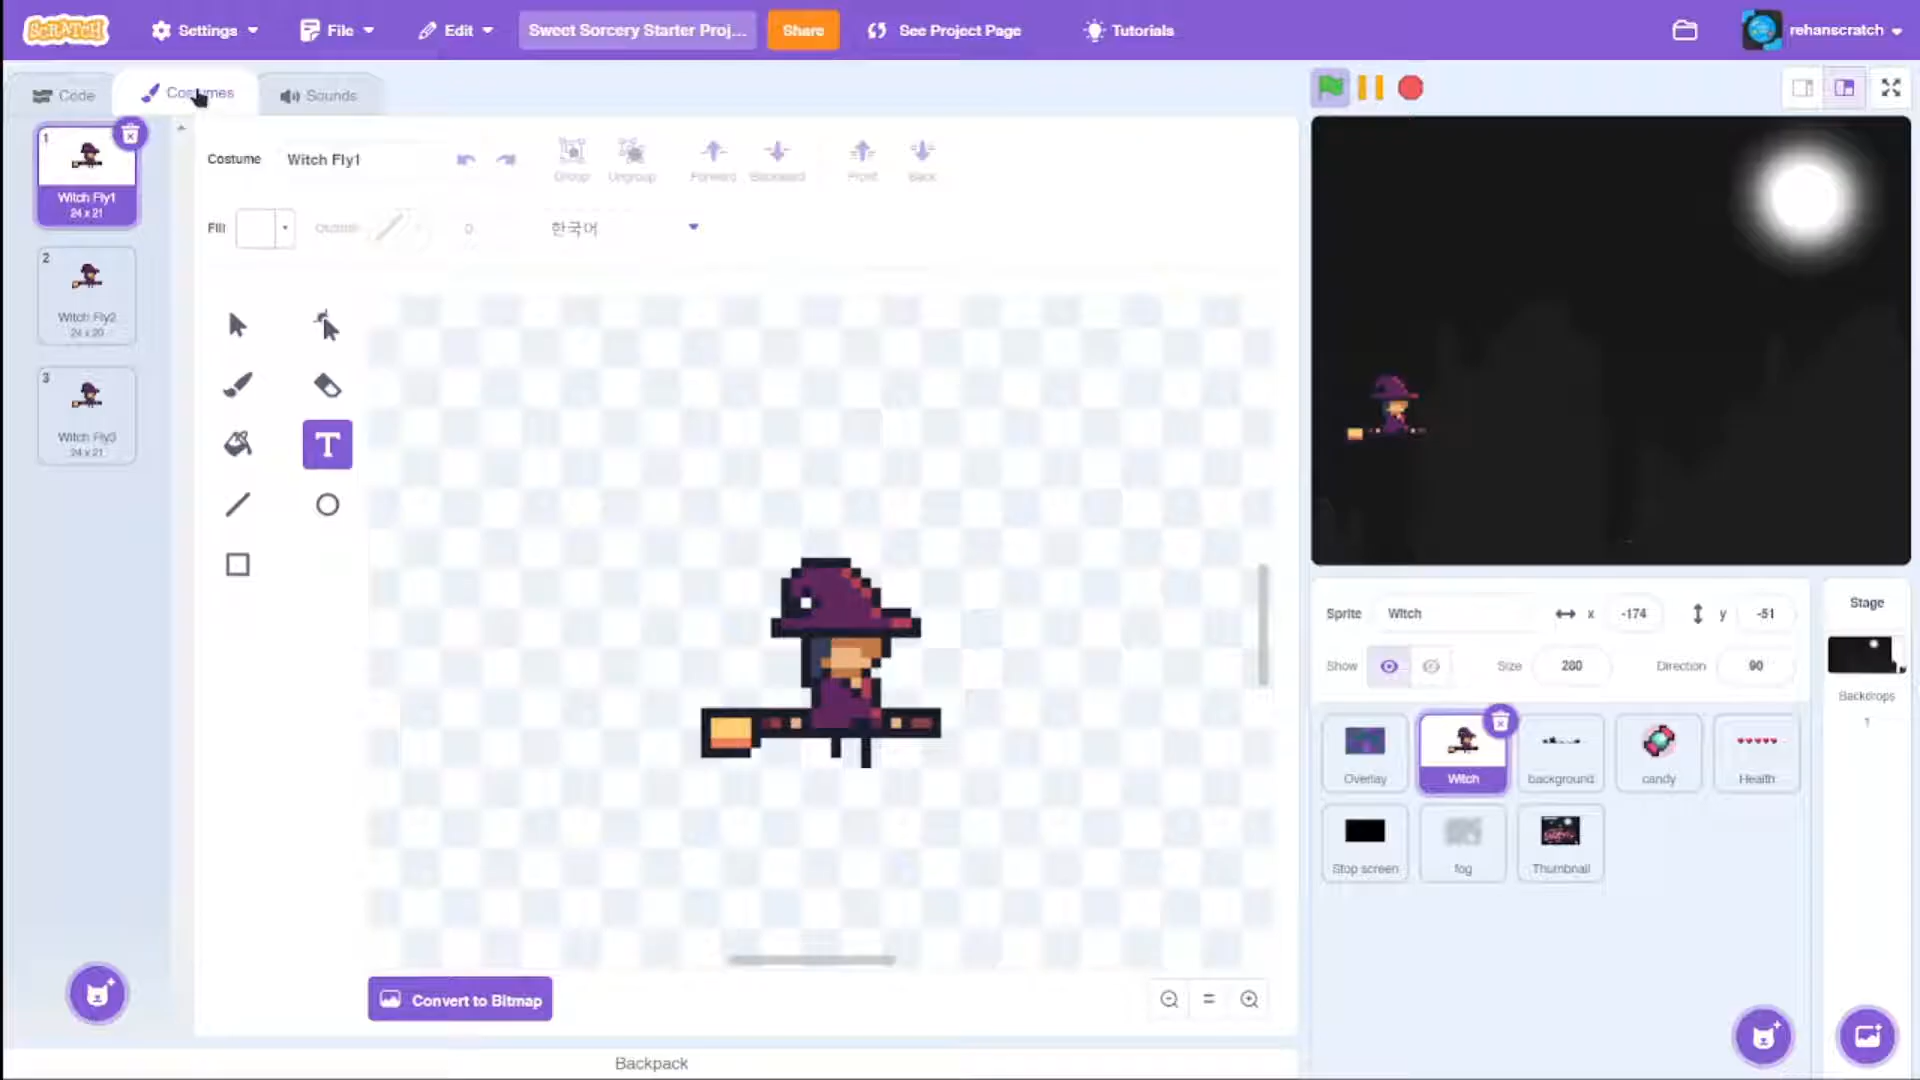 SCRATCH
Settings
File
Edit
Sweet Sorcery Starter Proj...
Share
See Project Page
Tutorials
rehanscratch
Code
Costumes
Sounds
1
Witch Fly1
24 x 21
2
Witch Fly2
24 x 20
3
Witch Fly3
24 x 21
Costume
Witch Fly1
Group
Ungroup
Forward
Backward
Front
Back
Fill
Outline
0
한국어
T
Convert to Bitmap
Backpack
Sprite
Witch
x
-174
y
-51
Show
Size
280
Direction
90
Overlay
Witch
background
candy
Health
Stop screen
fog
Thumbnail
Stage
Backdrops
1